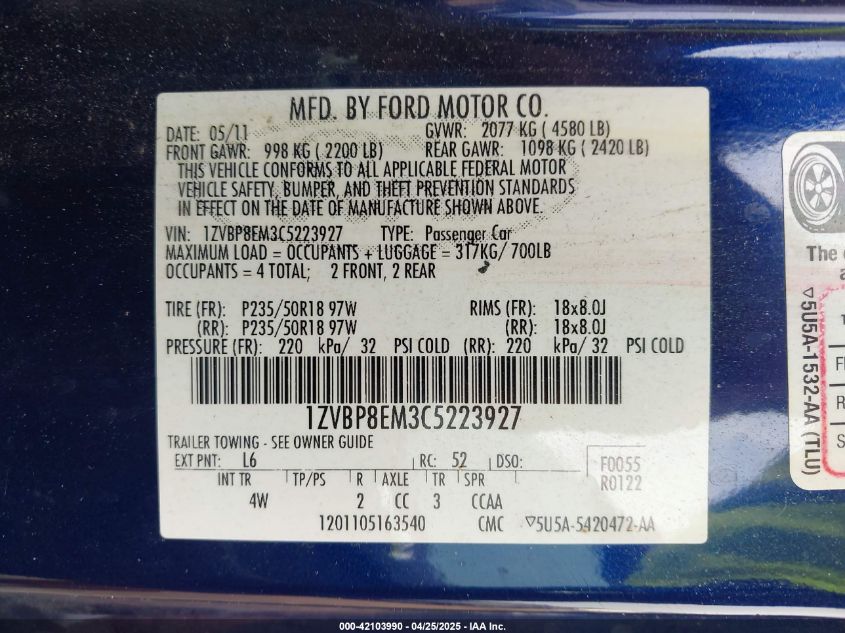 MFD. BY FORD MOTOR CO.
DATE: 05/11 GVWR: 2077 KG ( 4580 LB)
FRONT GAWR: 998 KG ( 2200 LB) REAR GAWR: 1098 KG ( 2420 LB)
THIS VEHICLE CONFORMS TO ALL APPLICABLE FEDERAL MOTOR
VEHICLE SAFETY, BUMPER, AND THEFT PREVENTION STANDARDS
IN EFFECT ON THE DATE OF MANUFACTURE SHOWN ABOVE.
VIN: 1ZVBP8EM3C5223927 TYPE: Passenger Car
MAXIMUM LOAD = OCCUPANTS + LUGGAGE = 317KG/ 700LB
OCCUPANTS = 4 TOTAL; 2 FRONT, 2 REAR
TIRE (FR): P235/50R18 97W RIMS (FR): 18x8.0J
(RR): P235/50R18 97W (RR): 18x8.0J
PRESSURE (FR): 220 kPa/ 32 PSI COLD (RR): 220 kPa/ 32 PSI COLD
1ZVBP8EM3C5223927
TRAILER TOWING - SEE OWNER GUIDE
EXT PNT: L6 RC: 52 DSO:
F0055
R0122
INT TR TP/PS R AXLE TR SPR
4W 2 CC 3 CCAA
1201105163540 CMC ▽5U5A-5420472-AA
The
▽5U5A-1532-AA (TLU)
000-42103990 - 04/25/2025 - IAA Inc.